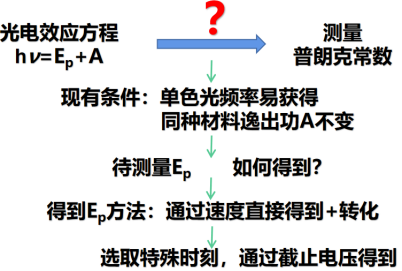 ?
光电效应方程
hν=Eₚ+A
测量
普朗克常数
现有条件：单色光频率易获得
同种材料逸出功A不变
待测量Eₚ 如何得到？
得到Eₚ方法：通过速度直接得到+转化
选取特殊时刻，通过截止电压得到